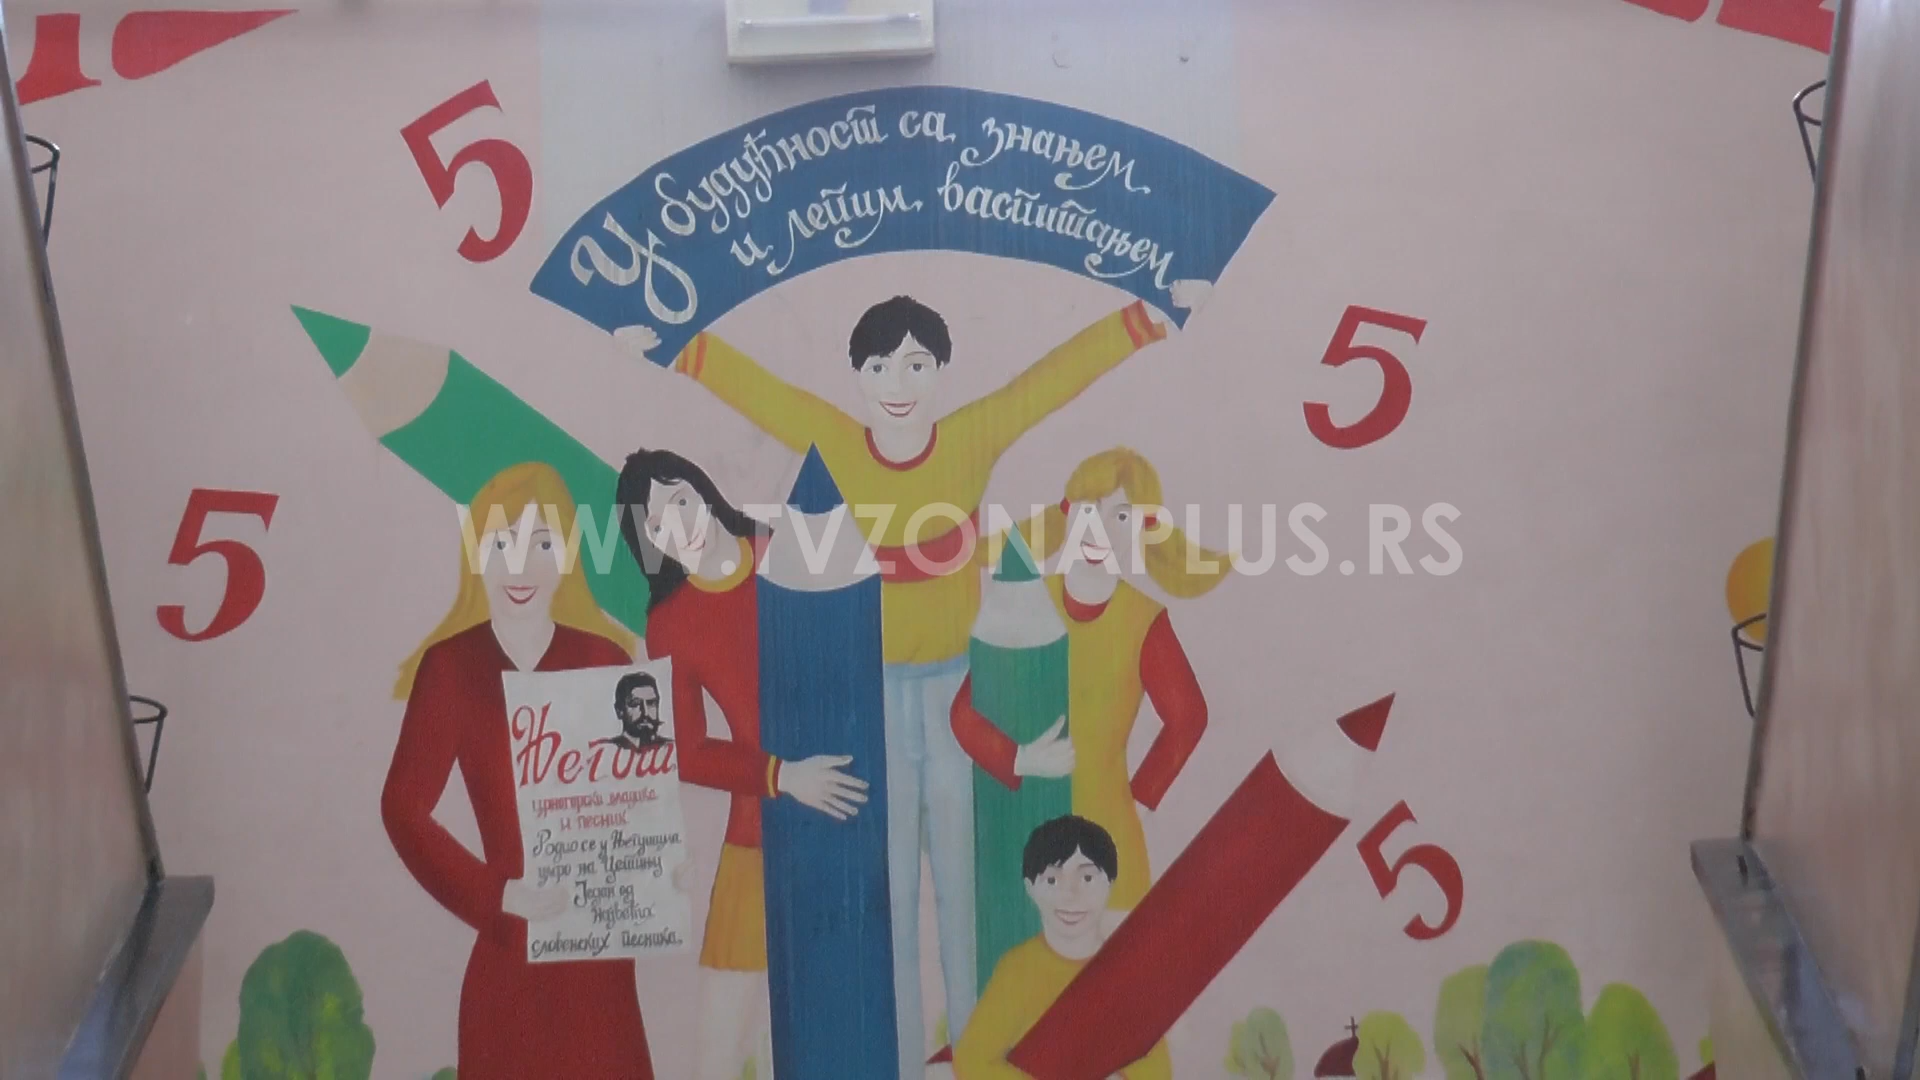 5
У будућност са знањем
и лепим васпитањем
5
5
WWW.TVZONAPLUS.RS
Његош
црногорски владика
и песник
Родио се у Његушима
умро на Цетињу
Један од
највећих
словенских песника.
5